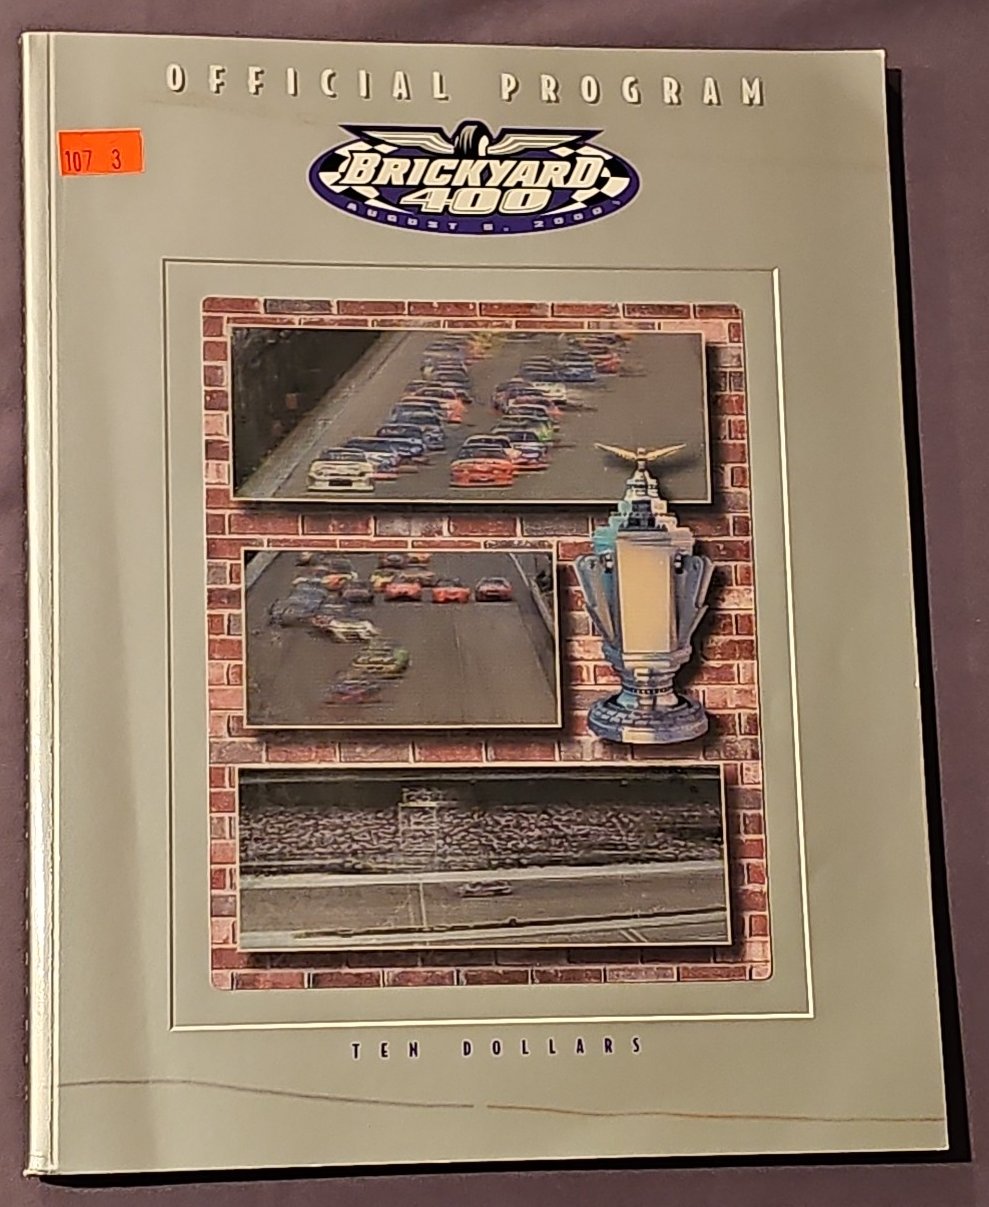 OFFICIAL PROGRAM
107 3
BRICKYARD
400
AUGUST 5, 2000
TEN DOLLARS